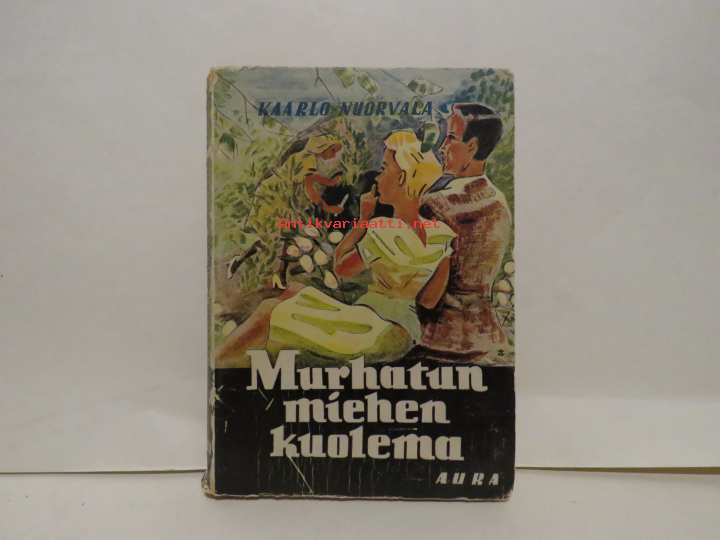 KAARLO NUORVALA
Antikvariaatti.net
Murhatun
miehen
kuolema
AURA